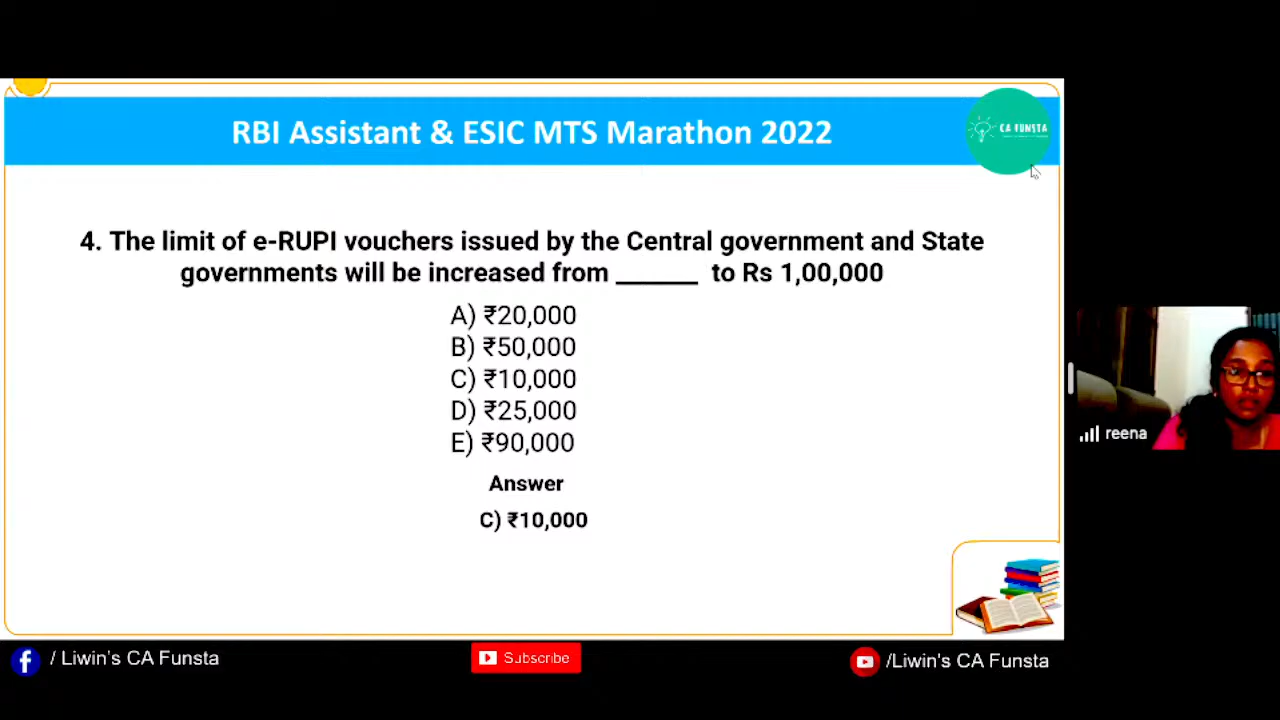 RBI Assistant & ESIC MTS Marathon 2022
CA FUNSTA
4. The limit of e-RUPI vouchers issued by the Central government and State
governments will be increased from ______ to Rs 1,00,000
A) ₹20,000
B) ₹50,000
C) ₹10,000
D) ₹25,000
E) ₹90,000
Answer
C) ₹10,000
reena
/ Liwin's CA Funsta
Subscribe
/Liwin's CA Funsta